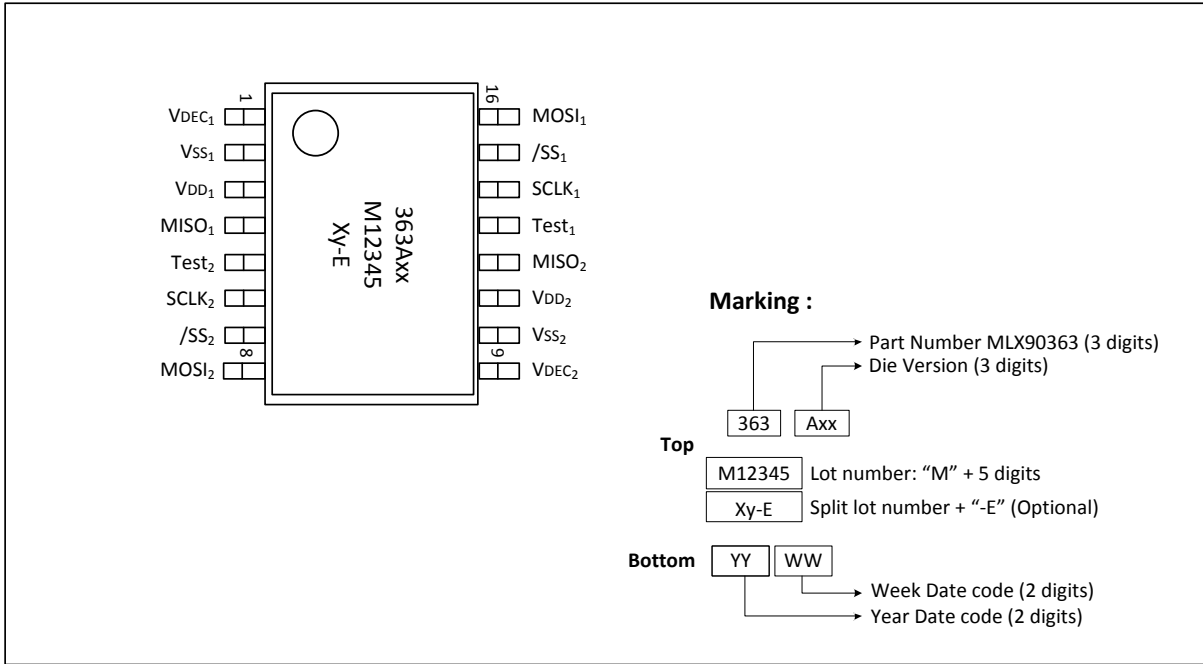 1
16
VDEC₁
MOSI₁
VSS₁
/SS₁
VDD₁
SCLK₁
MISO₁
Test₁
Test₂
MISO₂
SCLK₂
VDD₂
/SS₂
VSS₂
8
9
MOSI₂
VDEC₂
363Axx
M12345
Xy-E
Marking :
Part Number MLX90363 (3 digits)
Die Version (3 digits)
363 Axx
Top
M12345 Lot number: “M” + 5 digits
Xy-E Split lot number + “-E” (Optional)
Bottom YY WW
Week Date code (2 digits)
Year Date code (2 digits)